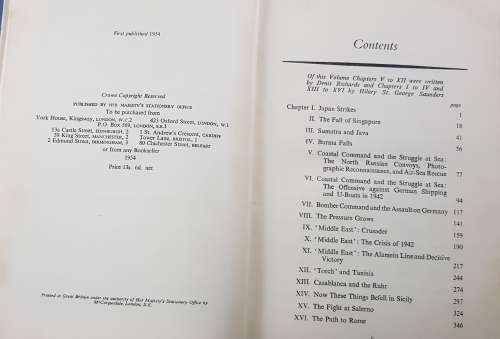 First published 1954
Crown Copyright Reserved
PUBLISHED BY HER MAJESTY'S STATIONERY OFFICE
To be purchased from
York House, Kingsway, LONDON, W.C.2 423 Oxford Street, LONDON, W.1
P.O. Box 569, LONDON, S.E.1
13a Castle Street, EDINBURGH, 2 1 St. Andrew's Crescent, CARDIFF
39 King Street, MANCHESTER, 2 Tower Lane, BRISTOL, 1
2 Edmund Street, BIRMINGHAM, 3 80 Chichester Street, BELFAST
or from any Bookseller
1954
Price 13s. 6d. net
Printed in Great Britain under the authority of Her Majesty's Stationery Office by
McCorquodale, London, S.E.
Contents
Of this Volume Chapters V to XII were written
by Denis Richards and Chapters I to IV and
XIII to XVI by Hilary St. George Saunders
page
Chapter I. Japan Strikes 1
II. The Fall of Singapore 18
III. Sumatra and Java 41
IV. Burma Falls 56
V. Coastal Command and the Struggle at Sea:
The North Russian Convoys, Photo-
graphic Reconnaissance, and Air-Sea Rescue 77
VI. Coastal Command and the Struggle at Sea:
The Offensive against German Shipping
and U-Boats in 1942 94
VII. Bomber Command and the Assault on Germany 117
VIII. The Pressure Grows 141
IX. 'Middle East': Crusader 159
X. 'Middle East': The Crisis of 1942 190
XI. 'Middle East': The Alamein Line and Decisive
Victory 217
XII. 'Torch' and Tunisia 244
XIII. Casablanca and the Ruhr 274
XIV. Now These Things Befell in Sicily 297
XV. The Fight at Salerno 324
XVI. The Path to Rome 346